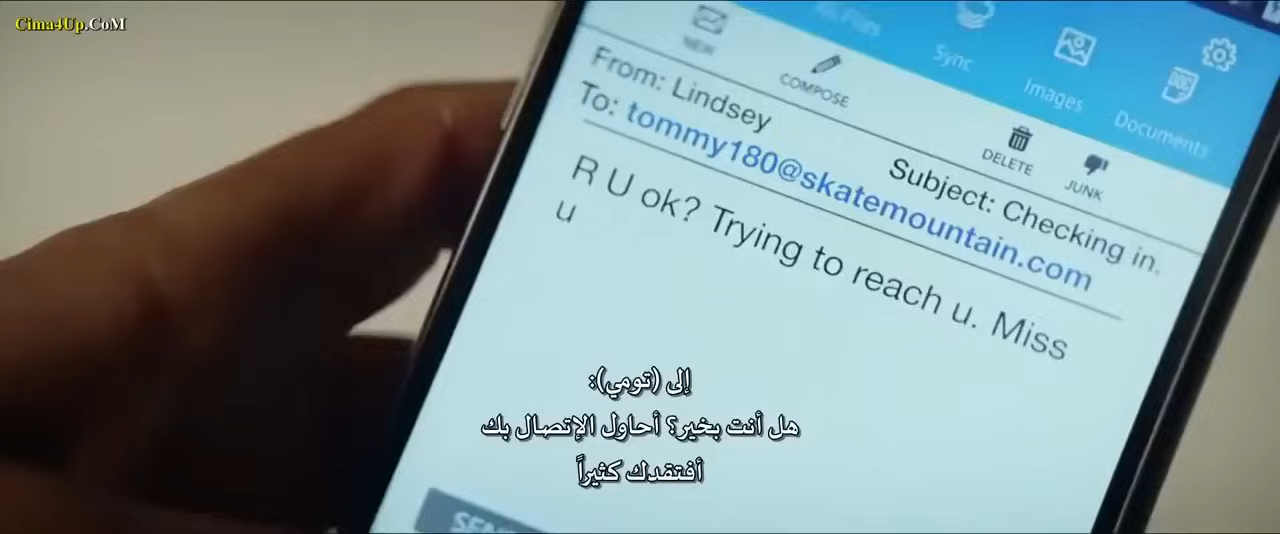 Cima4Up.CoM
Files
Sync
Images
Documents
NEW
COMPOSE
DELETE
JUNK
From: Lindsey
To: tommy180@skatemountain.com
Subject: Checking in.
R U ok? Trying to reach u. Miss
u
إلى (تومي):
هل أنت بخير؟ أحاول الإتصال بك
أفتقدك كثيراً